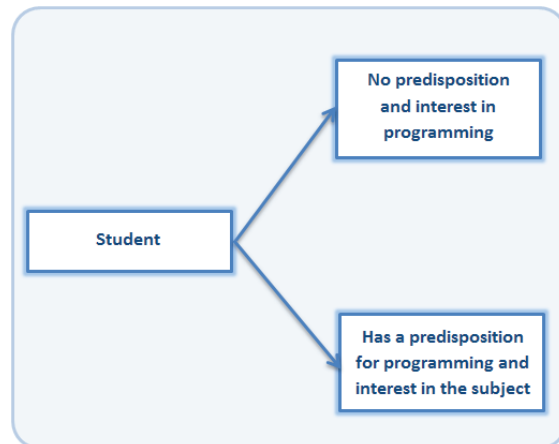 No predisposition
and interest in
programming
Student
Has a predisposition
for programming and
interest in the subject